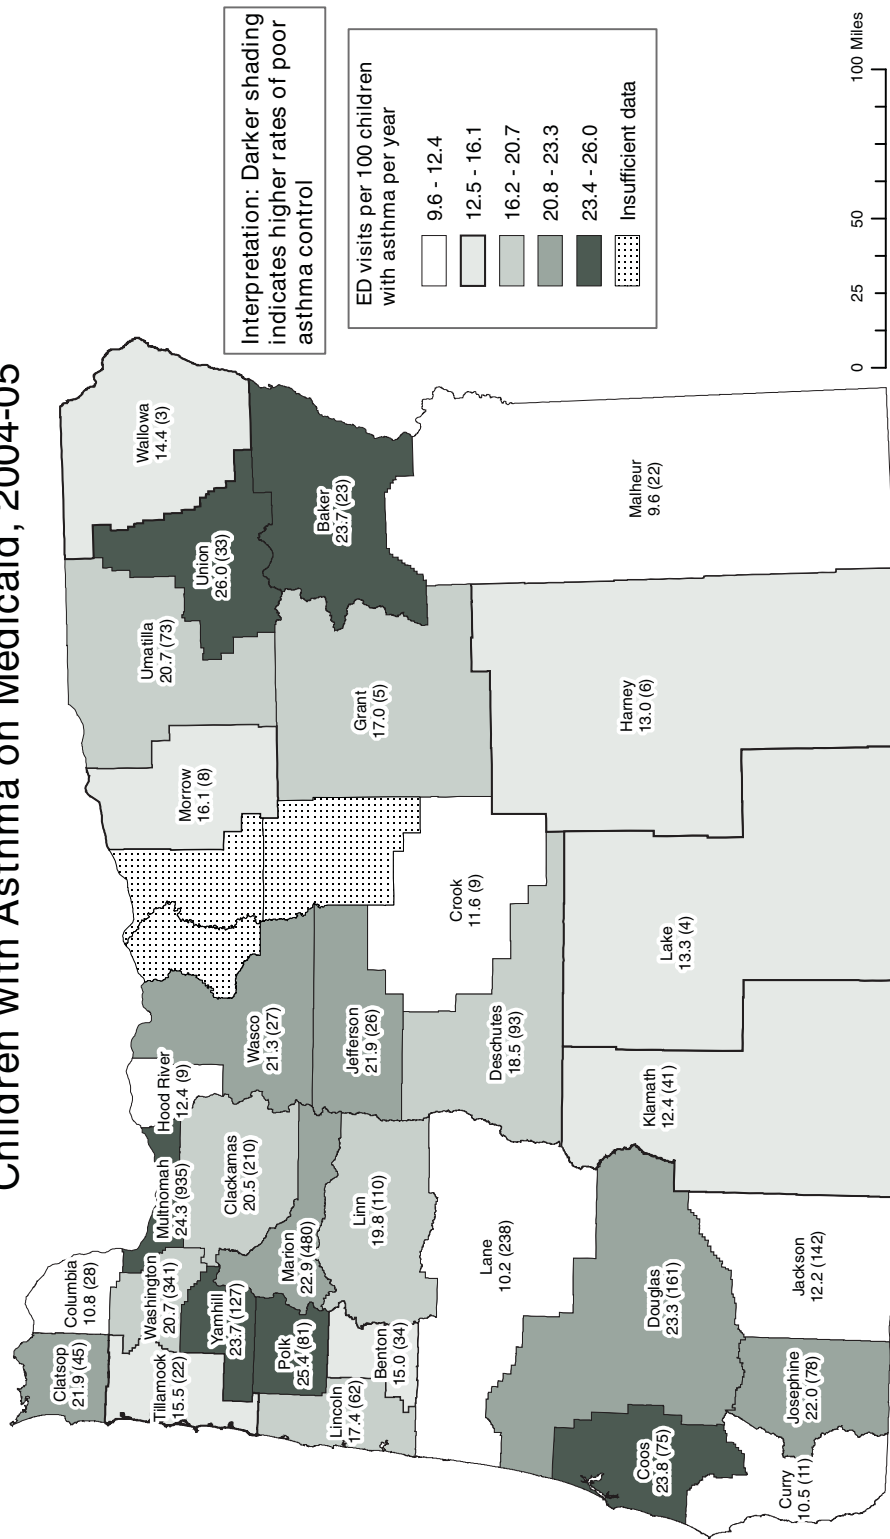 Children with Asthma on Medicaid, 2004-05
Interpretation: Darker shading
indicates higher rates of poor
asthma control
ED visits per 100 children
with asthma per year
9.6 - 12.4
12.5 - 16.1
16.2 - 20.7
20.8 - 23.3
23.4 - 26.0
Insufficient data
Clatsop
21.9 (45)
Columbia
10.8 (28)
Tillamook
15.5 (22)
Washington
20.7 (341)
Multnomah
24.3 (935)
Hood River
12.4 (9)
Yamhill
23.7 (127)
Clackamas
20.5 (210)
Polk
25.4 (81)
Marion
22.9 (480)
Lincoln
17.4 (62)
Benton
15.0 (34)
Linn
19.8 (110)
Wasco
21.3 (27)
Jefferson
21.9 (26)
Morrow
16.1 (8)
Umatilla
20.7 (73)
Union
26.0 (33)
Wallowa
14.4 (3)
Baker
23.7 (23)
Grant
17.0 (5)
Crook
11.6 (9)
Deschutes
18.5 (93)
Lane
10.2 (238)
Douglas
23.3 (161)
Coos
23.8 (75)
Curry
10.5 (11)
Josephine
22.0 (78)
Jackson
12.2 (142)
Klamath
12.4 (41)
Lake
13.3 (4)
Harney
13.0 (6)
Malheur
9.6 (22)
0 25 50 100 Miles